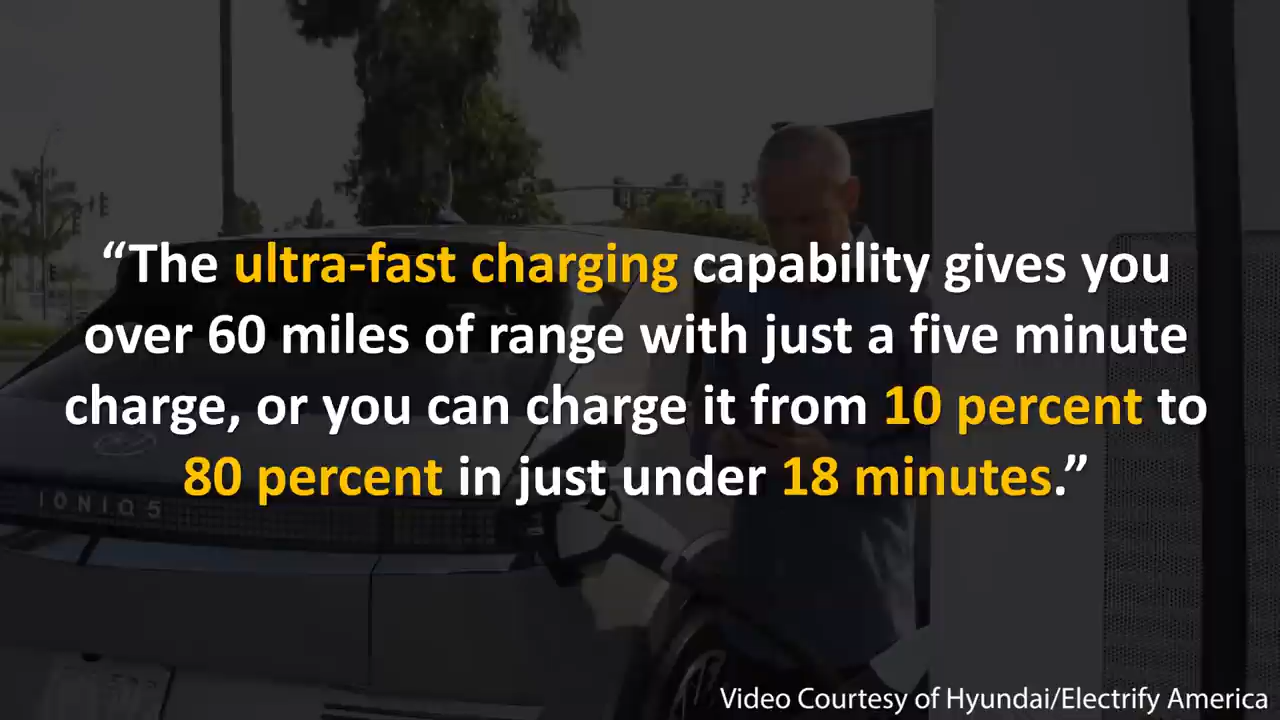 “The ultra-fast charging capability gives you
over 60 miles of range with just a five minute
charge, or you can charge it from 10 percent to
80 percent in just under 18 minutes.”
IONIQ5
Video Courtesy of Hyundai/Electrify America